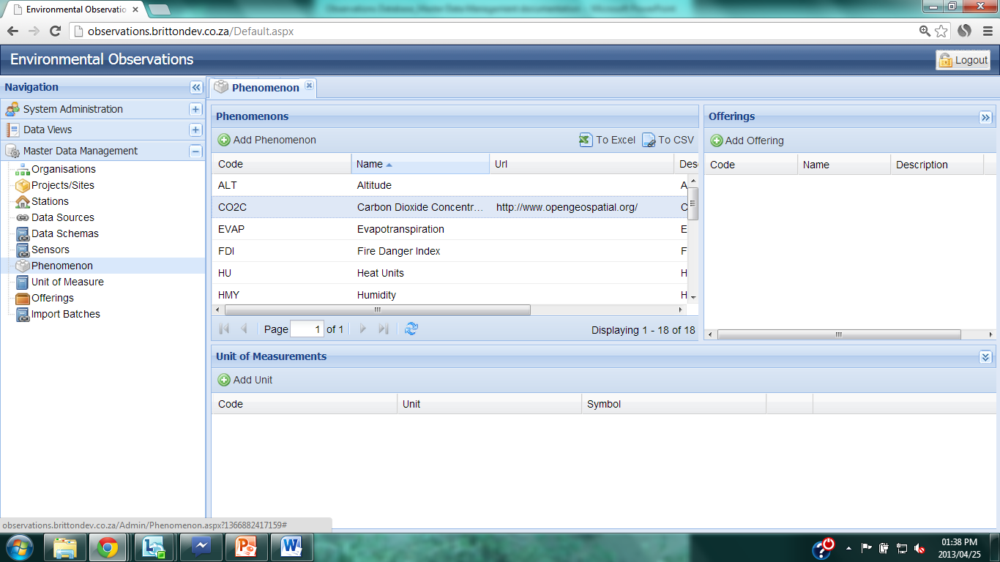 Environmental Observatio
Observations Database, Master Data Management documentation - Microsoft PowerPoint
observations.brittondev.co.za/Default.aspx
Environmental Observations
Logout
Navigation
System Administration
Data Views
Master Data Management
Organisations
Projects/Sites
Stations
Data Sources
Data Schemas
Sensors
Phenomenon
Unit of Measure
Offerings
Import Batches
Phenomenon
Phenomenons
Add Phenomenon To Excel To CSV
Code Name Url Des
ALT Altitude A
CO2C Carbon Dioxide Concentr... http://www.opengeospatial.org/ C
EVAP Evapotranspiration E
FDI Fire Danger Index F
HU Heat Units H
HMY Humidity H
Page 1 of 1 Displaying 1 - 18 of 18
Offerings
Add Offering
Code Name Description
Unit of Measurements
Add Unit
Code Unit Symbol
observations.brittondev.co.za/Admin/Phenomenon.aspx?1366882417159#
01:38 PM
2013/04/25